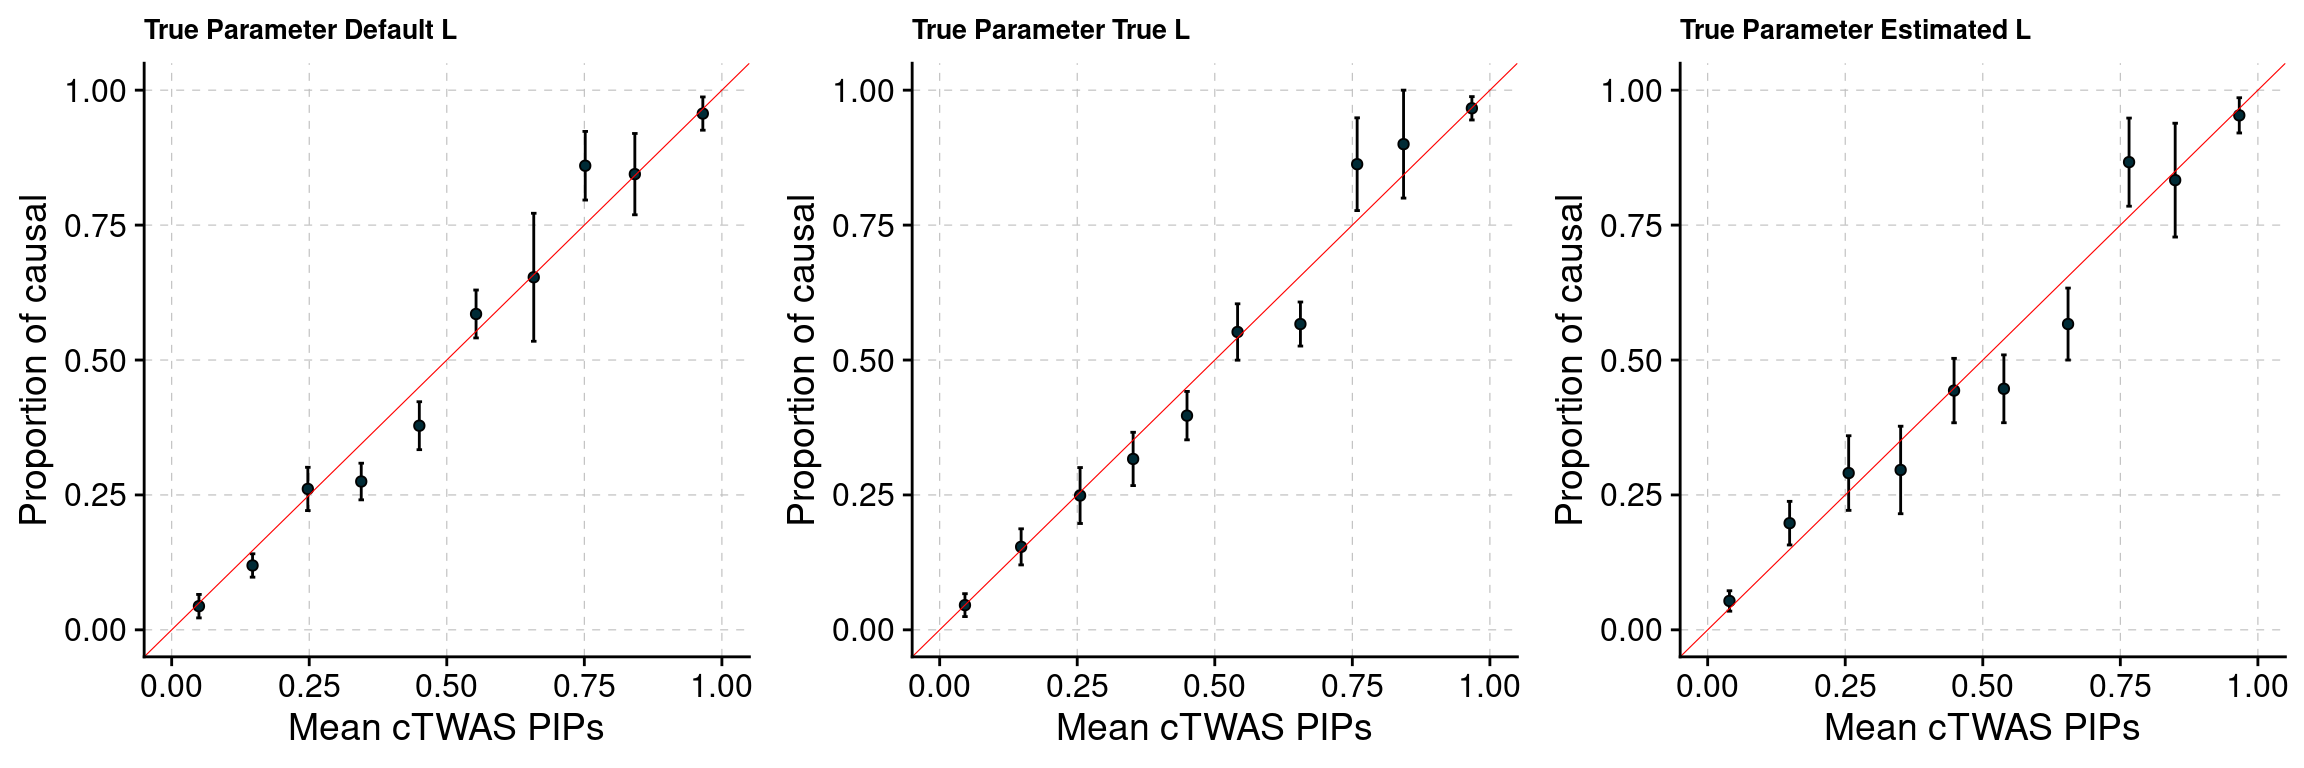 True Parameter Default L
1.00
0.75
0.50
0.25
0.00
Proportion of causal
0.00 0.25 0.50 0.75 1.00
Mean cTWAS PIPs
True Parameter True L
1.00
0.75
0.50
0.25
0.00
Proportion of causal
0.00 0.25 0.50 0.75 1.00
Mean cTWAS PIPs
True Parameter Estimated L
1.00
0.75
0.50
0.25
0.00
Proportion of causal
0.00 0.25 0.50 0.75 1.00
Mean cTWAS PIPs